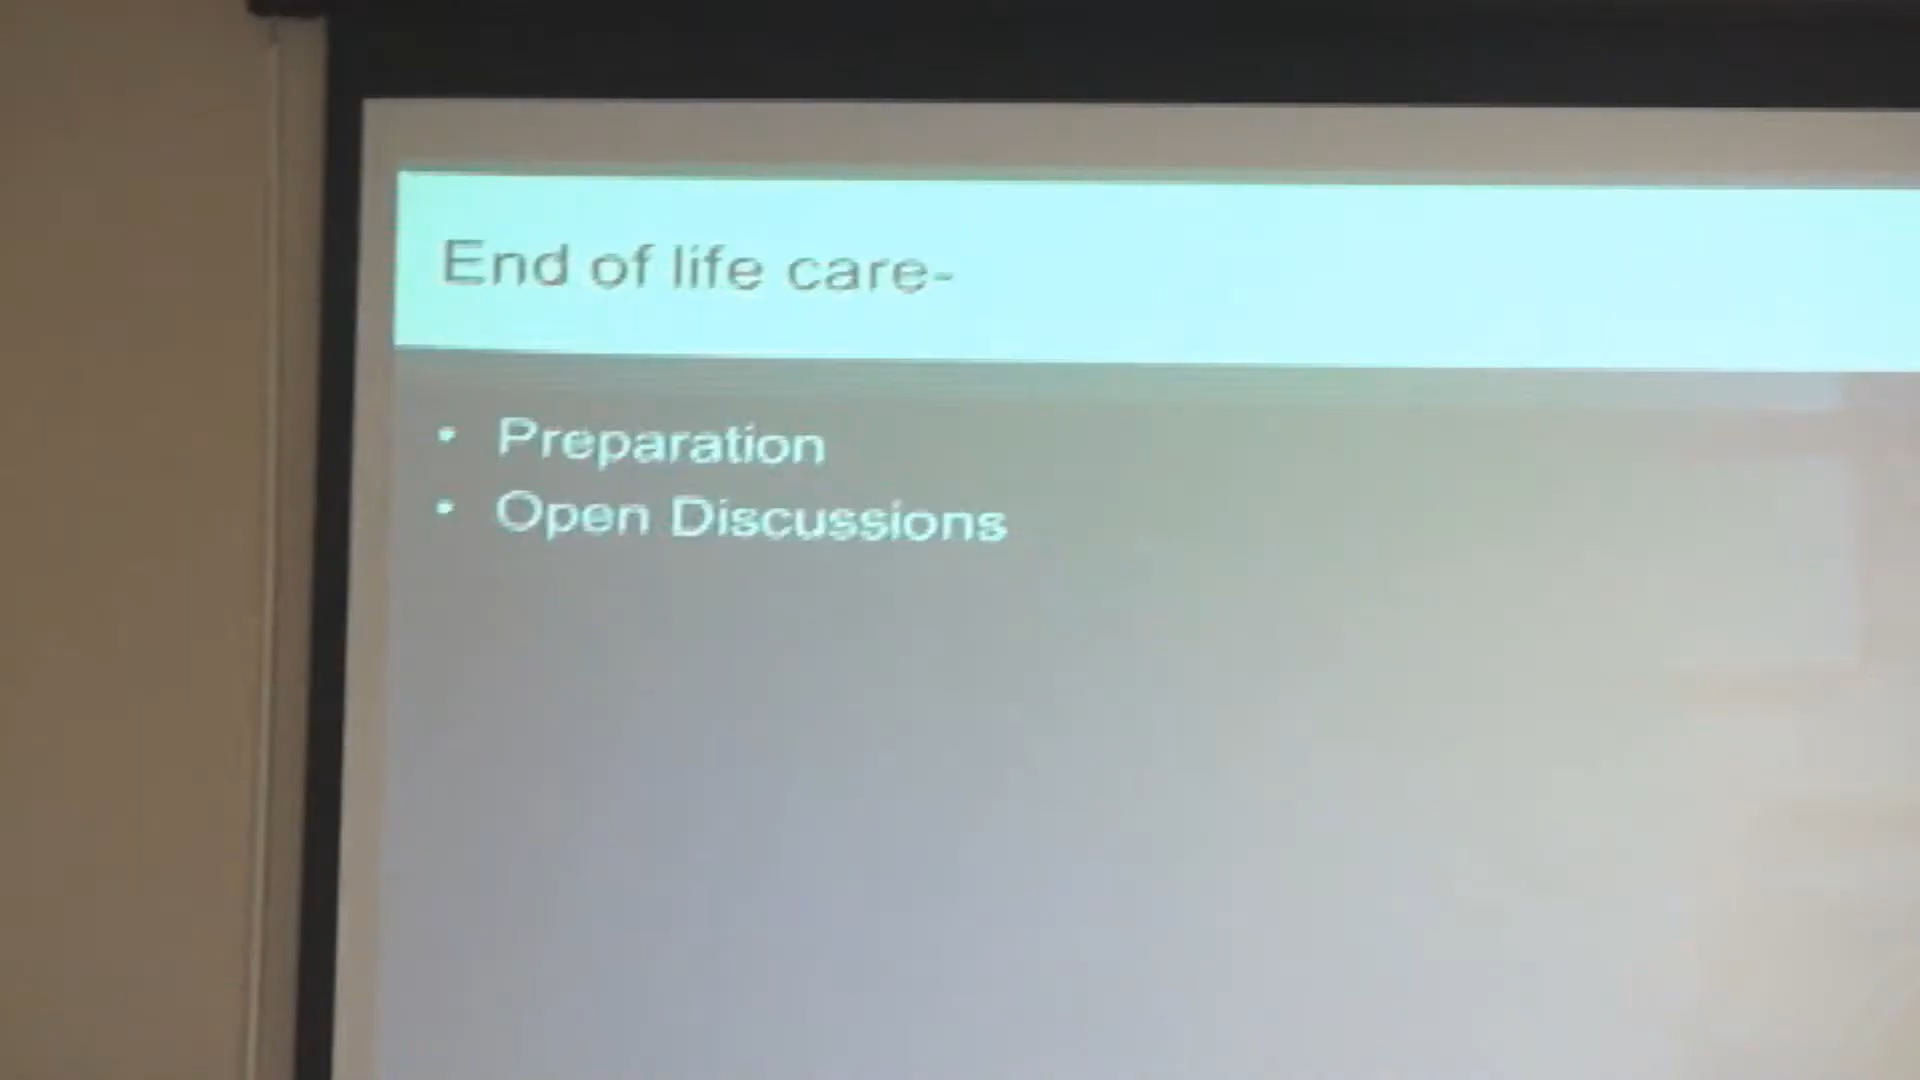 End of life care-
• Preparation
• Open Discussions